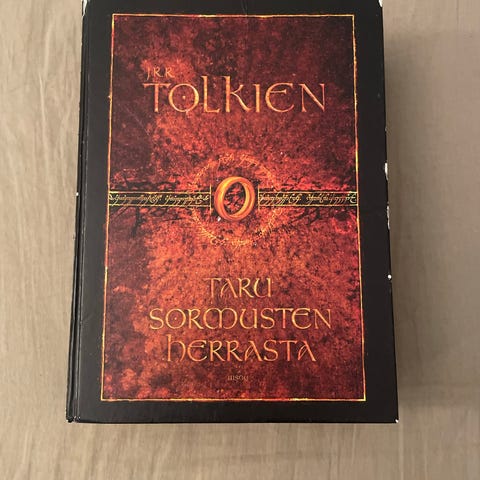 J.R.R.
TOLKIEN
TARU
SORMUSTEN
HERRASTA
WSOY